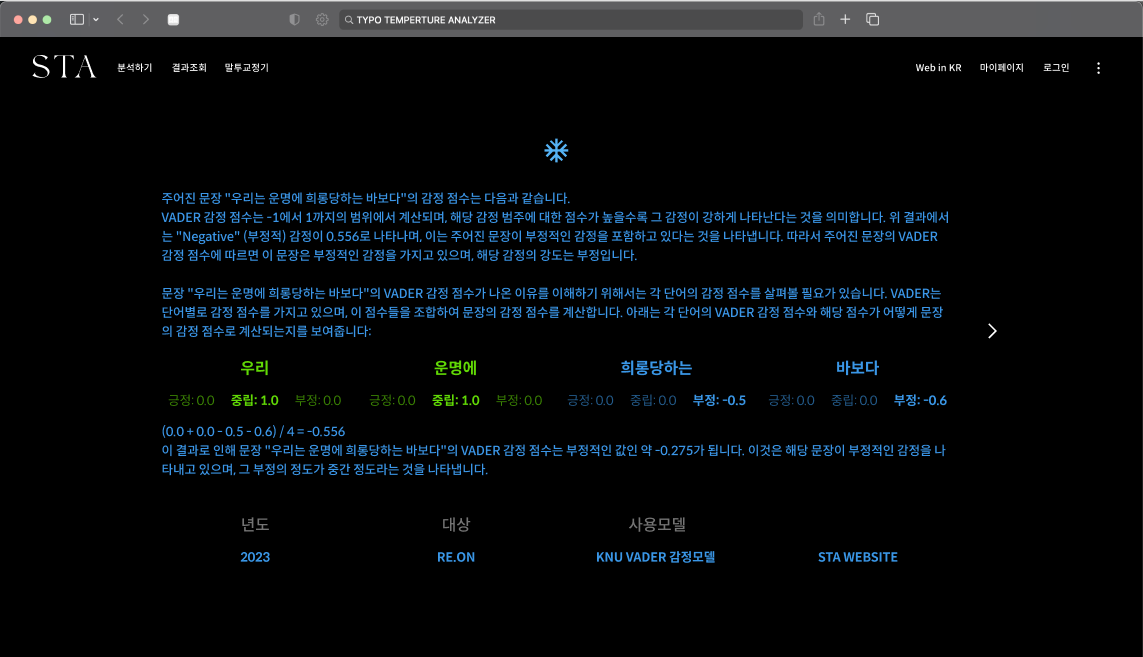 TYPO TEMPERTURE ANALYZER
STA 분석하기 결과조회 말투교정기 Web in KR 마이페이지 로그인
주어진 문장 "우리는 운명에 희롱당하는 바보다"의 감정 점수는 다음과 같습니다.
VADER 감정 점수는 -1에서 1까지의 범위에서 계산되며, 해당 감정 범주에 대한 점수가 높을수록 그 감정이 강하게 나타난다는 것을 의미합니다. 위 결과에서
는 "Negative" (부정적) 감정이 0.556로 나타나며, 이는 주어진 문장이 부정적인 감정을 포함하고 있다는 것을 나타냅니다. 따라서 주어진 문장의 VADER
감정 점수에 따르면 이 문장은 부정적인 감정을 가지고 있으며, 해당 감정의 강도는 부정입니다.
문장 "우리는 운명에 희롱당하는 바보다"의 VADER 감정 점수가 나온 이유를 이해하기 위해서는 각 단어의 감정 점수를 살펴볼 필요가 있습니다. VADER는
단어별로 감정 점수를 가지고 있으며, 이 점수들을 조합하여 문장의 감정 점수를 계산합니다. 아래는 각 단어의 VADER 감정 점수와 해당 점수가 어떻게 문장
의 감정 점수로 계산되는지를 보여줍니다:
우리 운명에 희롱당하는 바보다
긍정: 0.0 중립: 1.0 부정: 0.0 긍정: 0.0 중립: 1.0 부정: 0.0 긍정: 0.0 중립: 0.0 부정: -0.5 긍정: 0.0 중립: 0.0 부정: -0.6
(0.0 + 0.0 - 0.5 - 0.6) / 4 = -0.556
이 결과로 인해 문장 "우리는 운명에 희롱당하는 바보다"의 VADER 감정 점수는 부정적인 값인 약 -0.275가 됩니다. 이것은 해당 문장이 부정적인 감정을 나
타내고 있으며, 그 부정의 정도가 중간 정도라는 것을 나타냅니다.
년도 대상 사용모델
2023 RE.ON KNU VADER 감정모델 STA WEBSITE